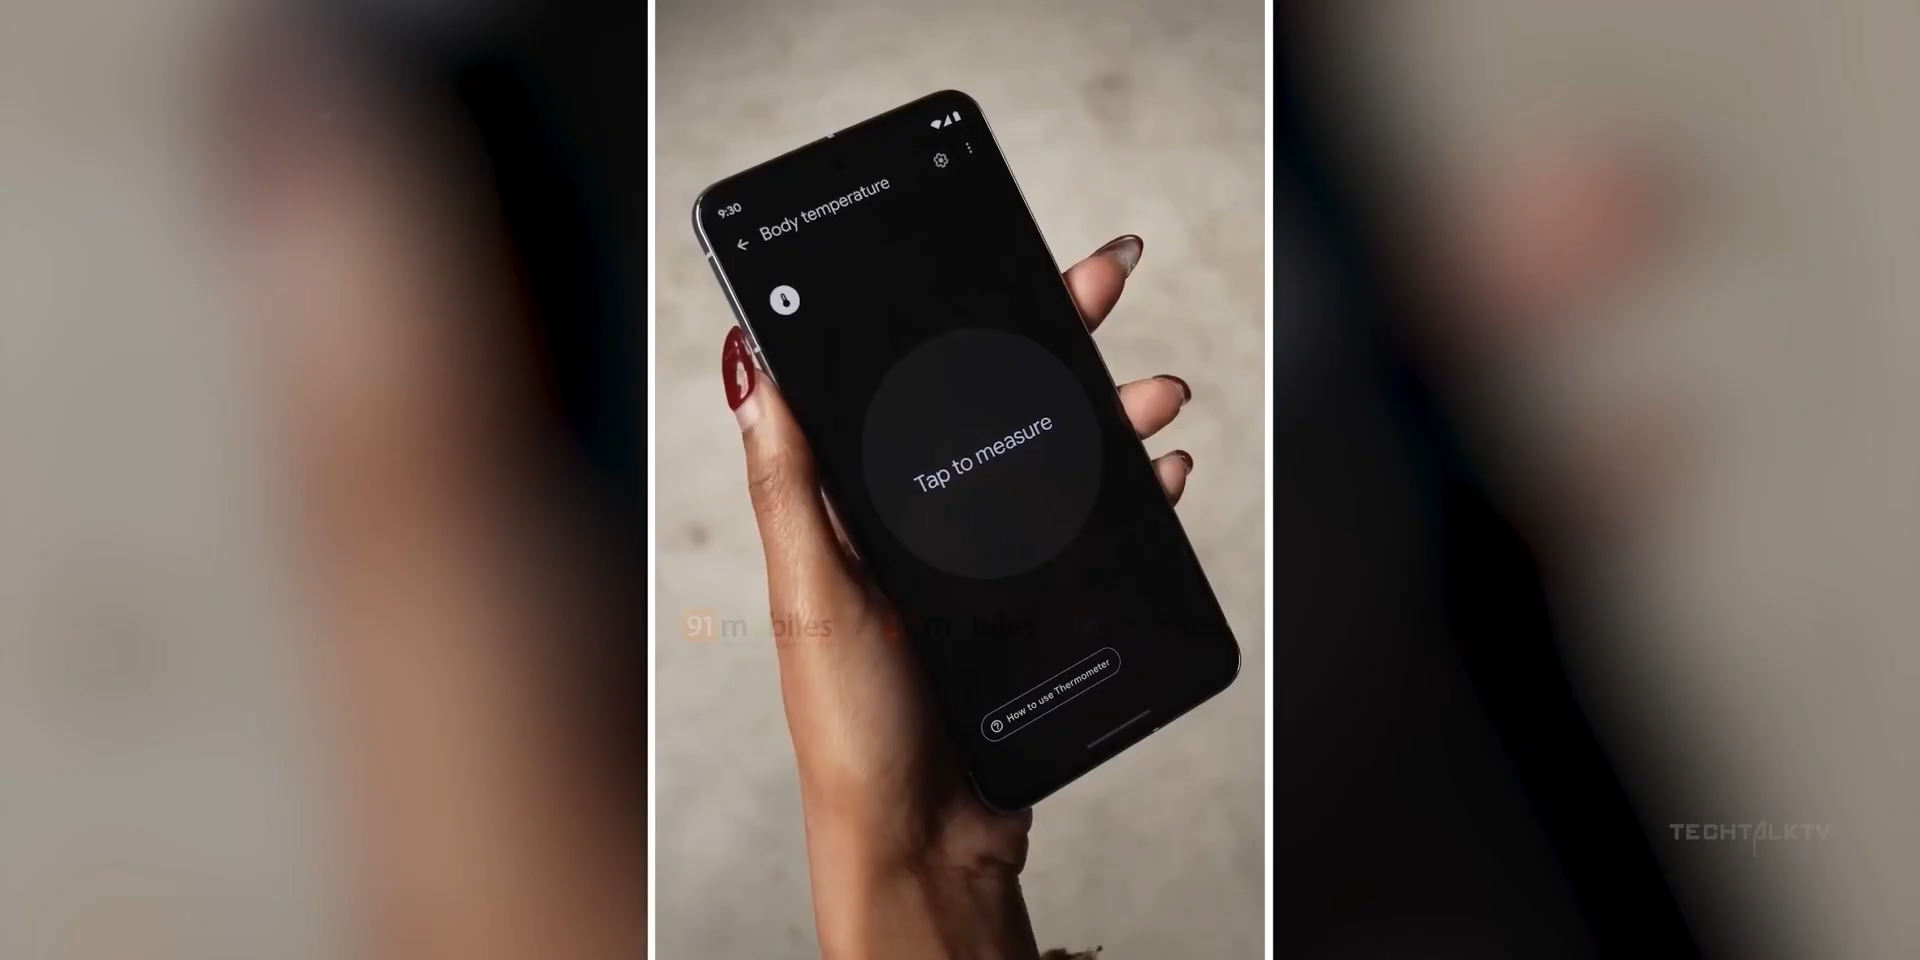 9:30
Body temperature
Tap to measure
91mobiles
How to use Thermometer
TECHTALKTV